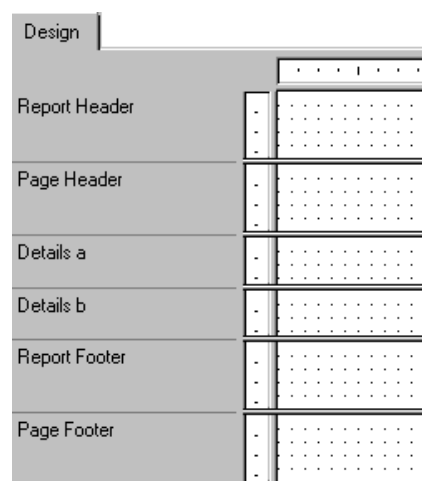 Design
Report Header
Page Header
Details a
Details b
Report Footer
Page Footer